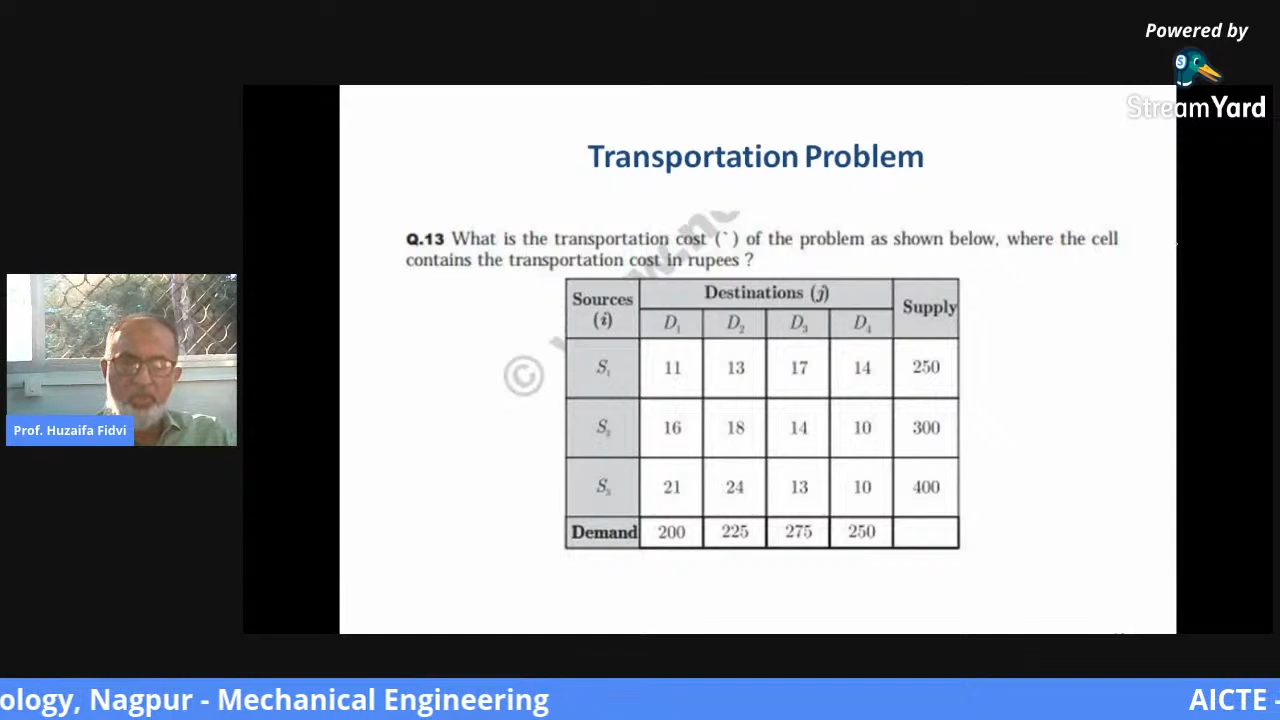 Powered by
StreamYard
Transportation Problem
Q.13 What is the transportation cost (`) of the problem as shown below, where the cell
contains the transportation cost in rupees ?
Sources (i) Destinations (j) Supply
D1 D2 D3 D4
S1 11 13 17 14 250
S2 16 18 14 10 300
S3 21 24 13 10 400
Demand 200 225 275 250
©
Prof. Huzaifa Fidvi
ology, Nagpur - Mechanical Engineering AICTE -